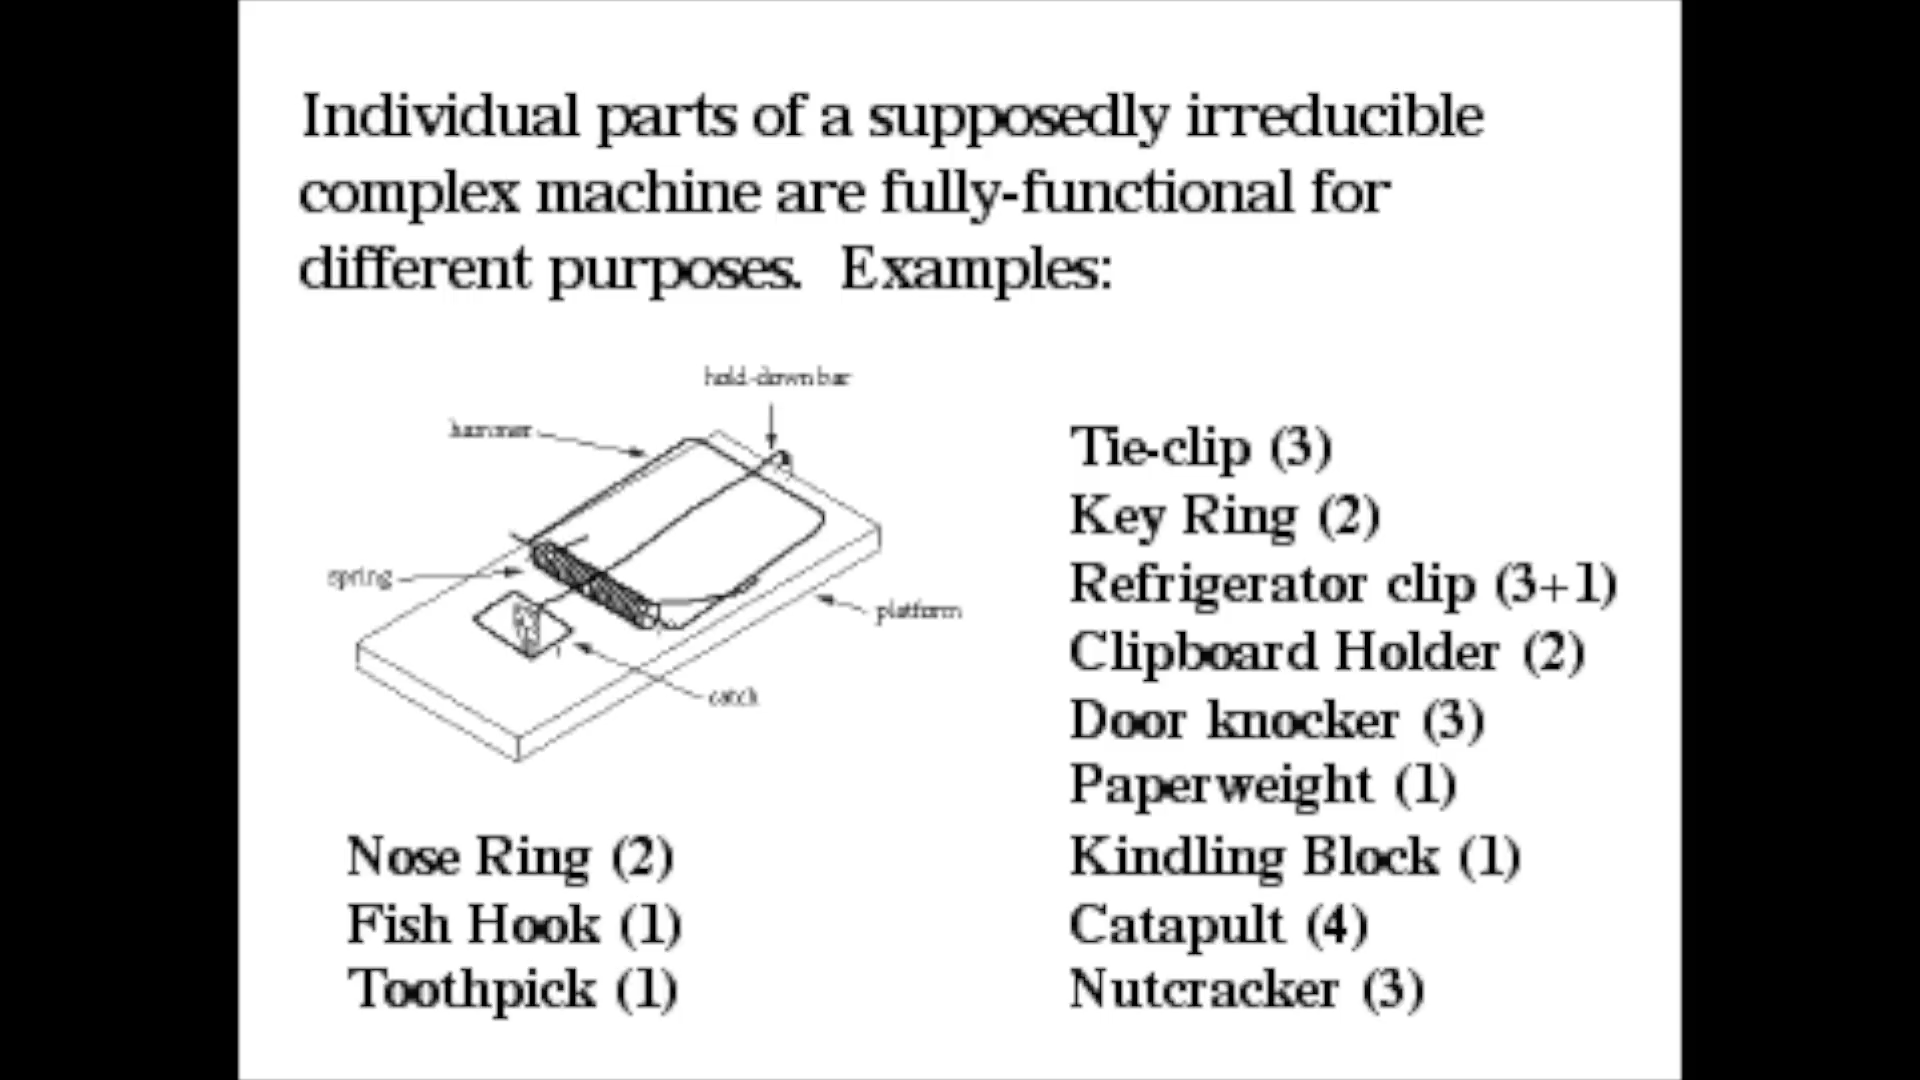 Individual parts of a supposedly irreducible
complex machine are fully-functional for
different purposes. Examples:
hold-down bar
hammer
spring
platform
catch
Tie-clip (3)
Key Ring (2)
Refrigerator clip (3+1)
Clipboard Holder (2)
Door knocker (3)
Paperweight (1)
Kindling Block (1)
Catapult (4)
Nutcracker (3)
Nose Ring (2)
Fish Hook (1)
Toothpick (1)